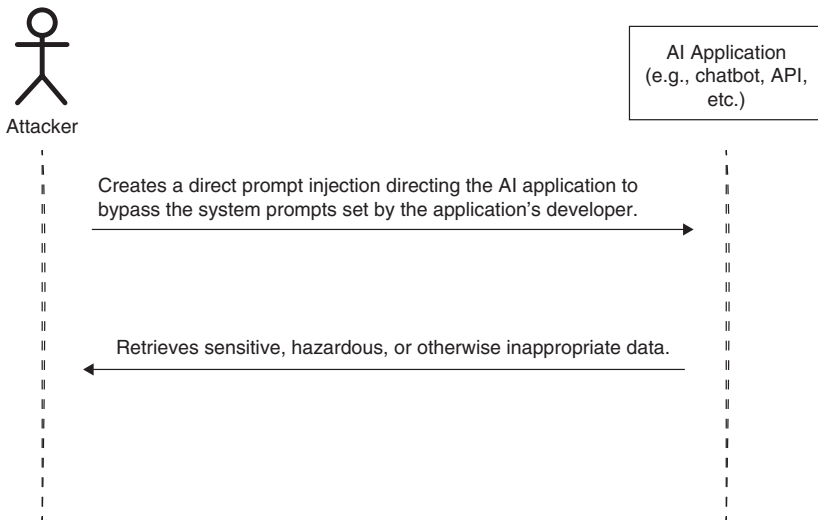 AI Application
(e.g., chatbot, API,
etc.)
Attacker
Creates a direct prompt injection directing the AI application to
bypass the system prompts set by the application’s developer.
Retrieves sensitive, hazardous, or otherwise inappropriate data.